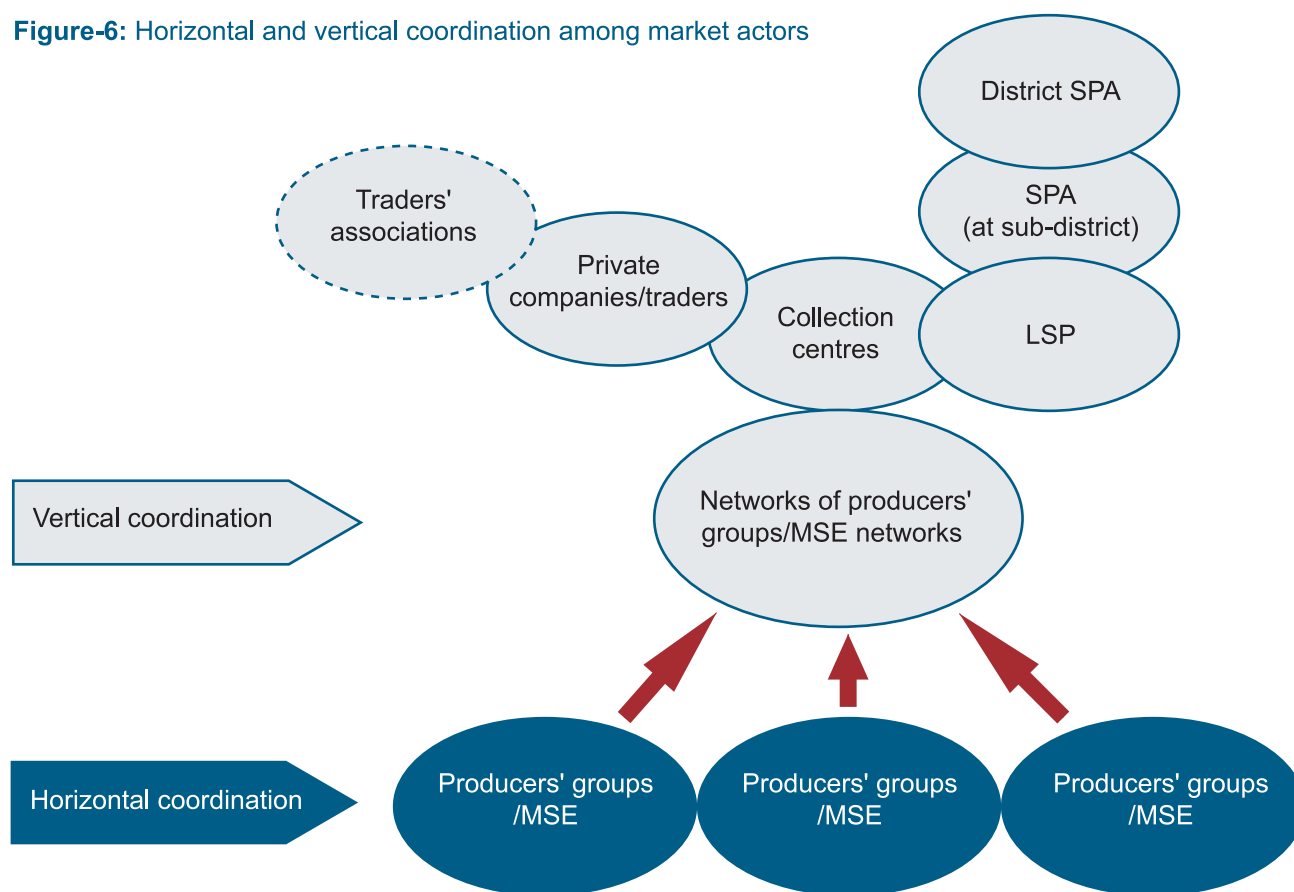 Figure-6: Horizontal and vertical coordination among market actors
District SPA
SPA
(at sub-district)
Traders'
associations
Private
companies/traders
Collection
centres
LSP
Networks of producers'
groups/MSE networks
Vertical coordination
Horizontal coordination
Producers' groups
/MSE
Producers' groups
/MSE
Producers' groups
/MSE